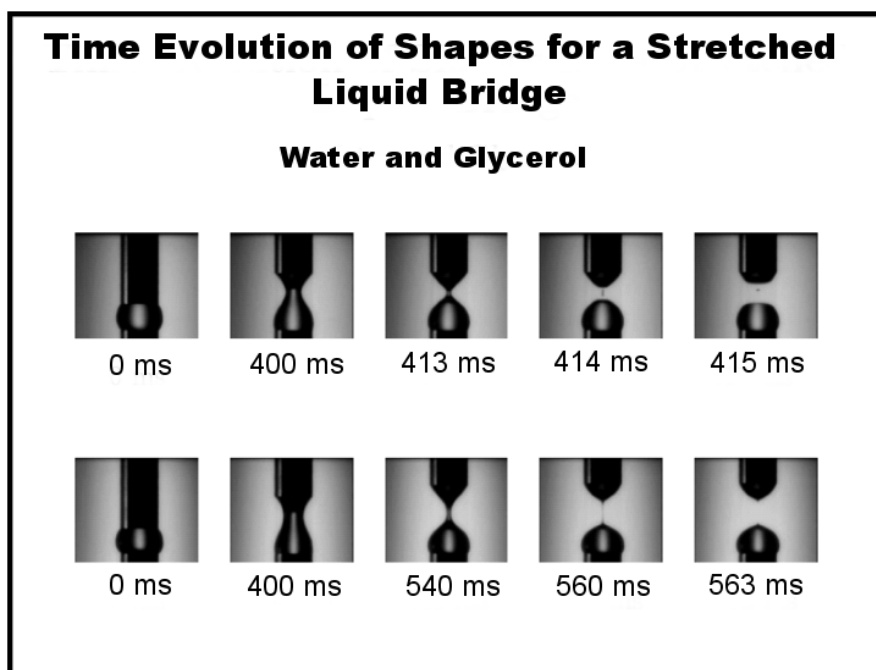 Time Evolution of Shapes for a Stretched
Liquid Bridge
Water and Glycerol
0 ms 400 ms 413 ms 414 ms 415 ms
0 ms 400 ms 540 ms 560 ms 563 ms